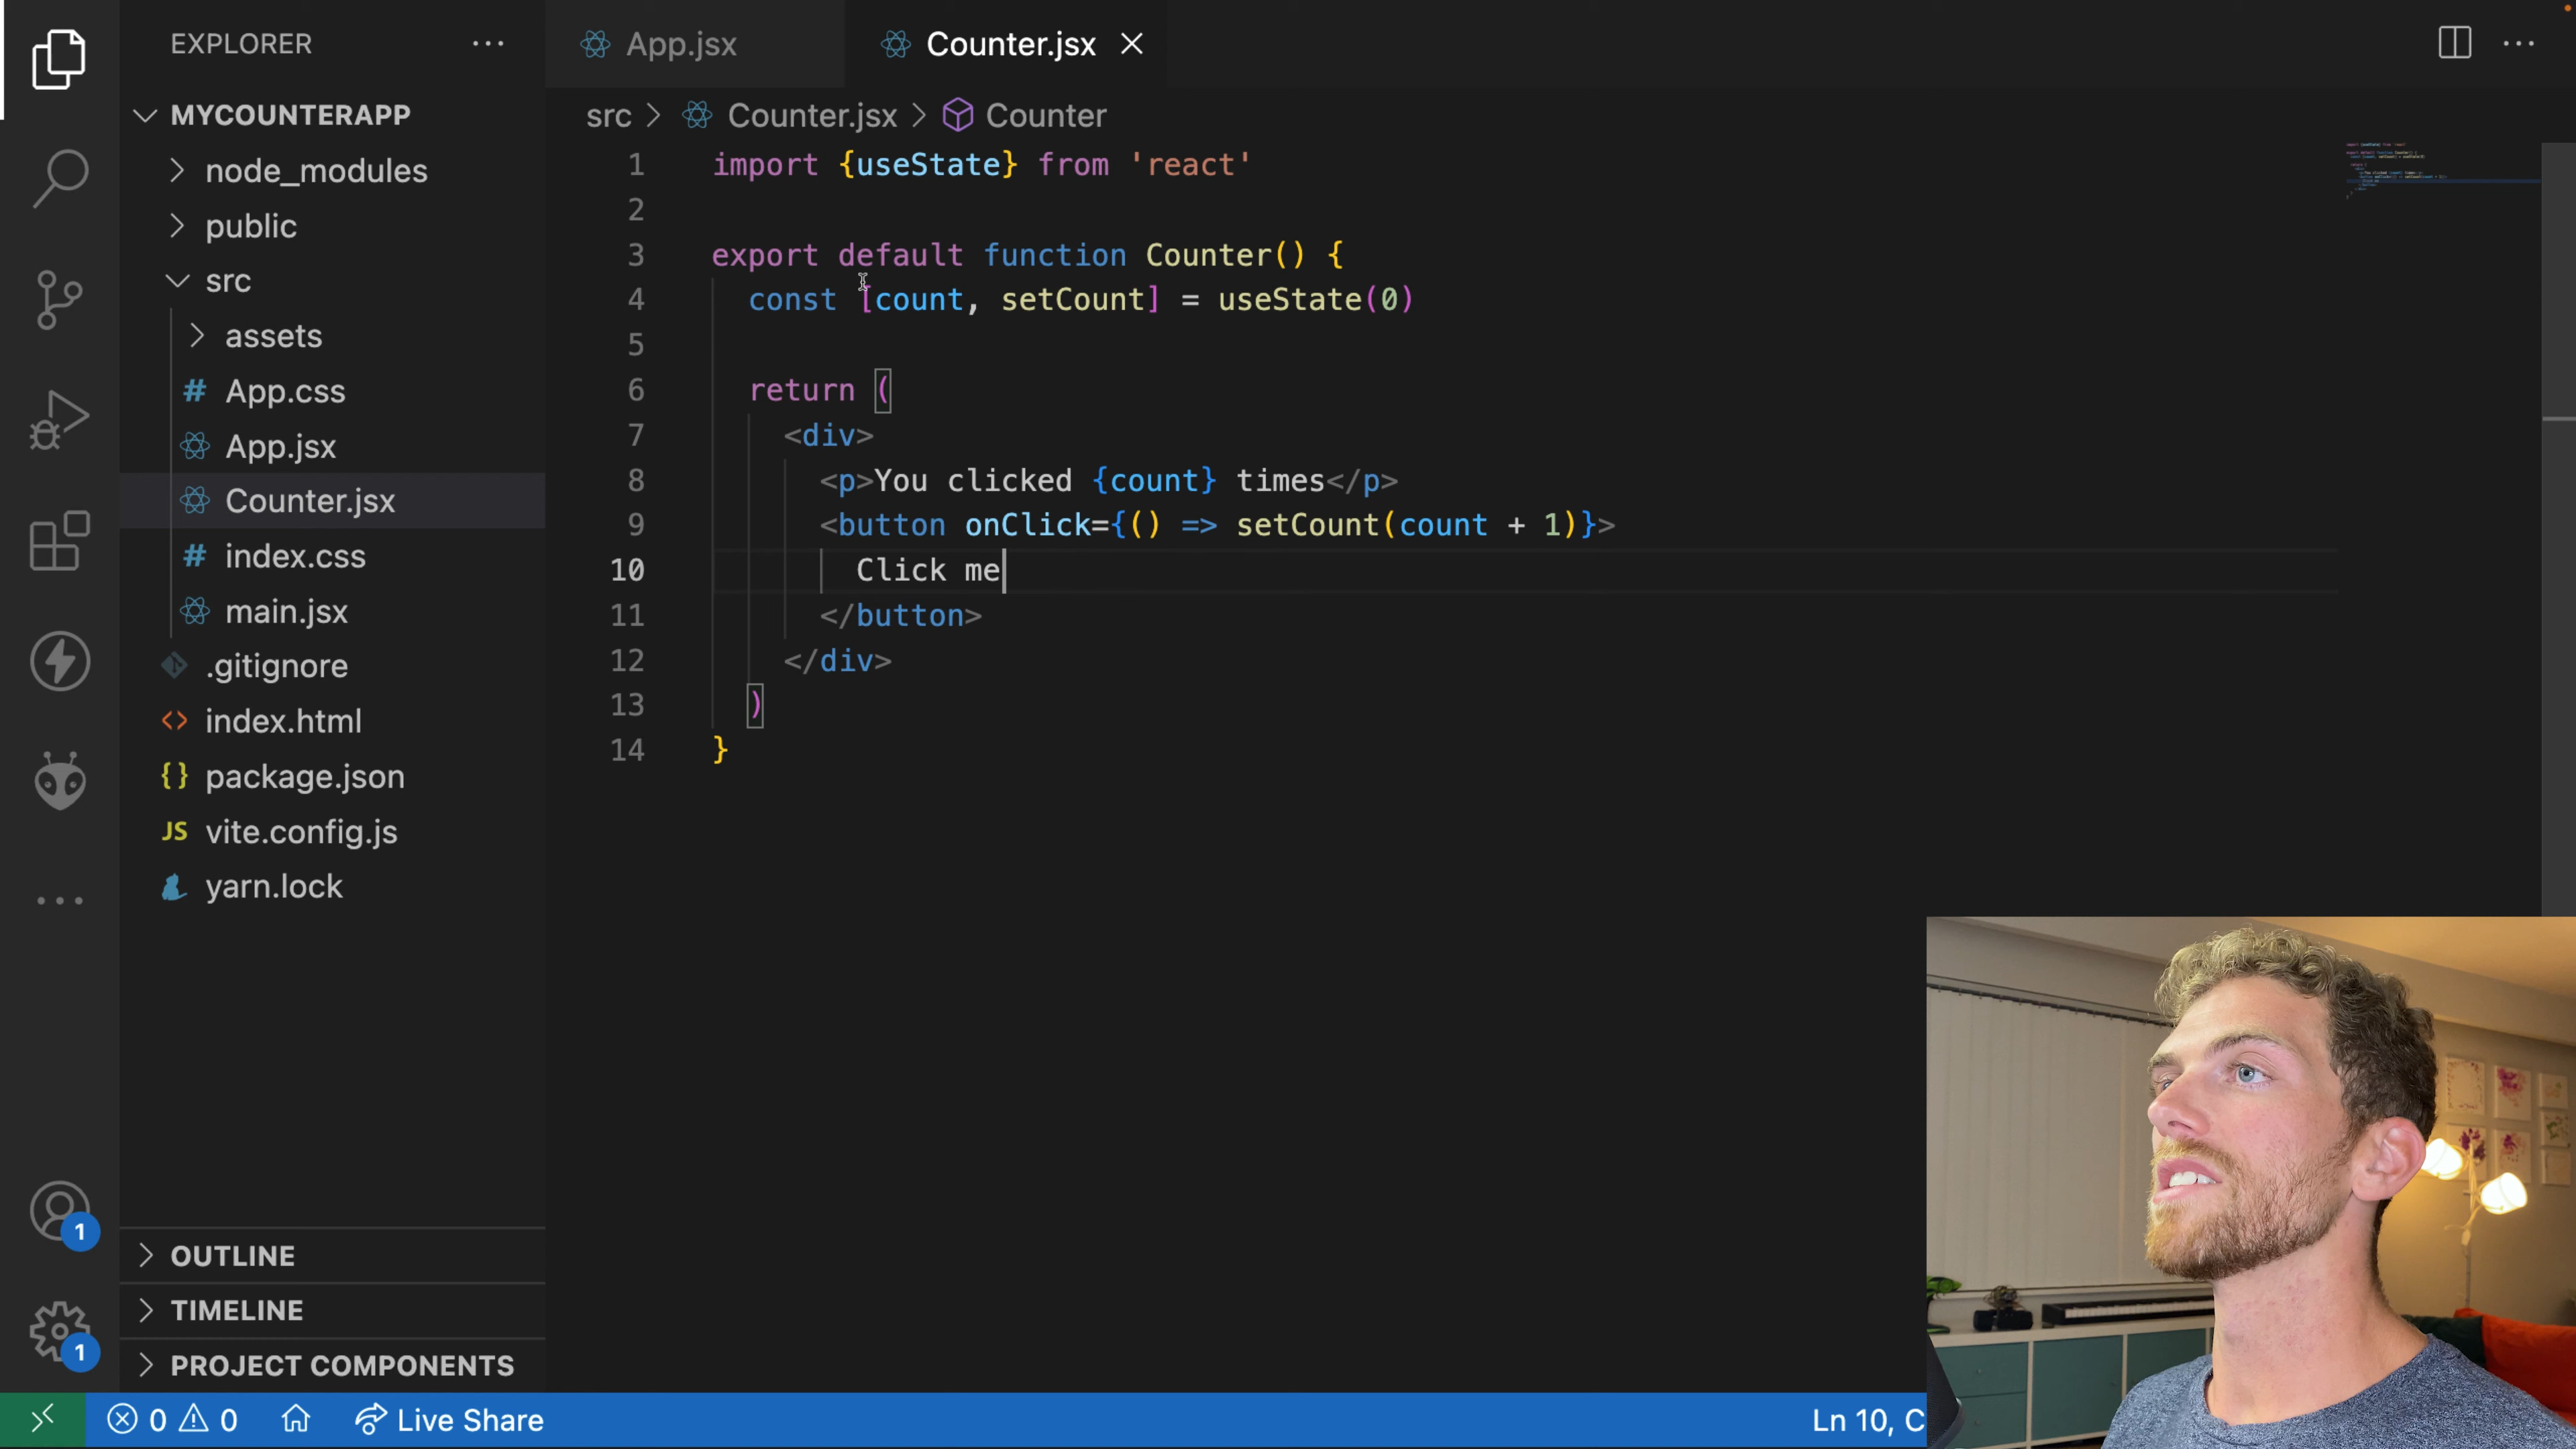 EXPLORER
MYCOUNTERAPP
node_modules
public
src
assets
# App.css
App.jsx
Counter.jsx
# index.css
main.jsx
.gitignore
<> index.html
{} package.json
JS vite.config.js
yarn.lock
OUTLINE
TIMELINE
PROJECT COMPONENTS
App.jsx
Counter.jsx
src > Counter.jsx > Counter
1 import {useState} from 'react'
2
3 export default function Counter() {
4 const [count, setCount] = useState(0)
5
6 return (
7 <div>
8 <p>You clicked {count} times</p>
9 <button onClick={() => setCount(count + 1)}>
10 Click me
11 </button>
12 </div>
13 )
14 }
1
1
0 0 Live Share
Ln 10, C